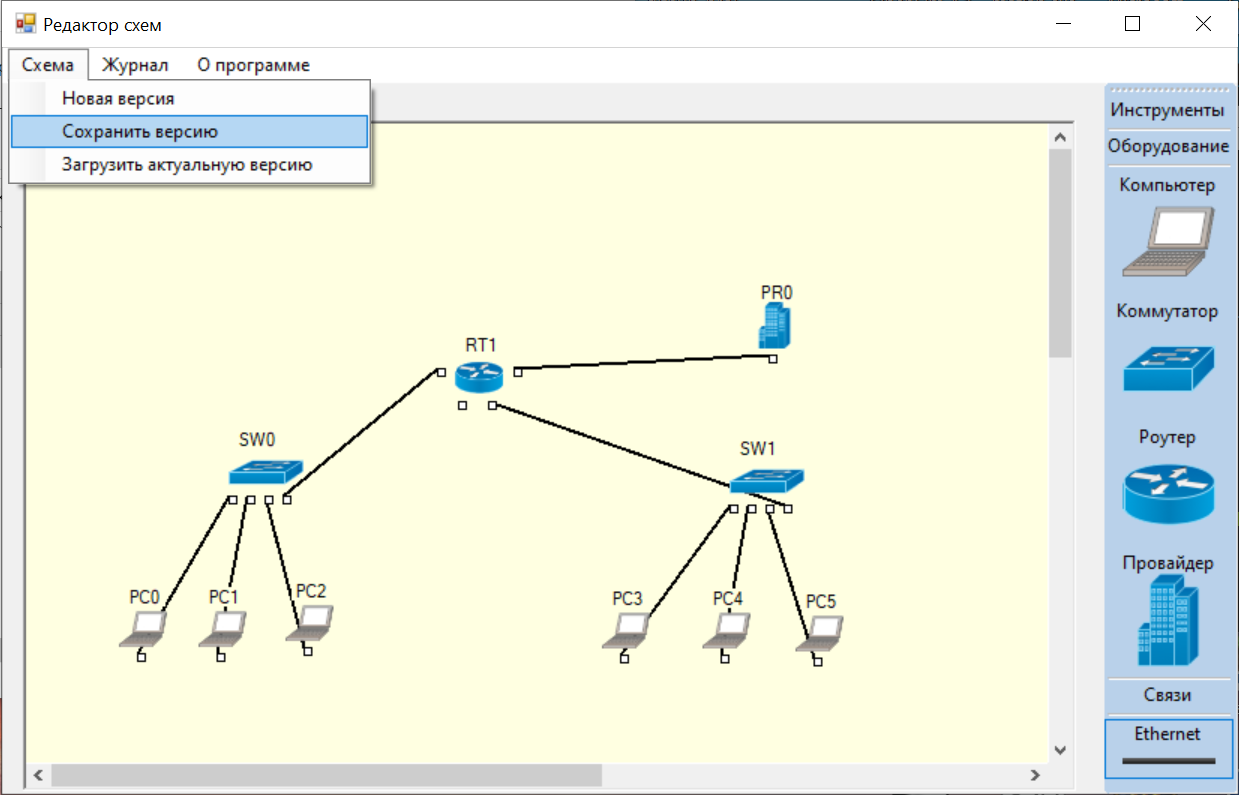 Редактор схем
Схема Журнал О программе
Новая версия
Сохранить версию
Загрузить актуальную версию
Инструменты
Оборудование
Компьютер
Коммутатор
Роутер
Провайдер
Связи
Ethernet
PR0
RT1
SW0
SW1
PC0 PC1 PC2
PC3 PC4 PC5